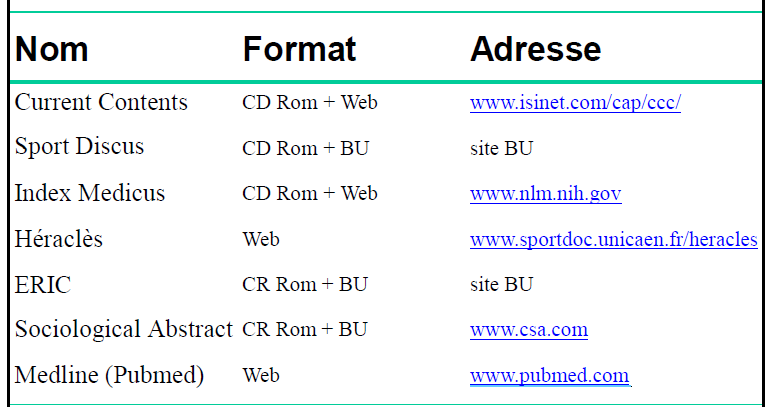 Nom Format Adresse
Current Contents CD Rom + Web www.isinet.com/cap/ccc/
Sport Discus CD Rom + BU site BU
Index Medicus CD Rom + Web www.nlm.nih.gov
Héraclès Web www.sportdoc.unicaen.fr/heracles
ERIC CR Rom + BU site BU
Sociological Abstract CR Rom + BU www.csa.com
Medline (Pubmed) Web www.pubmed.com